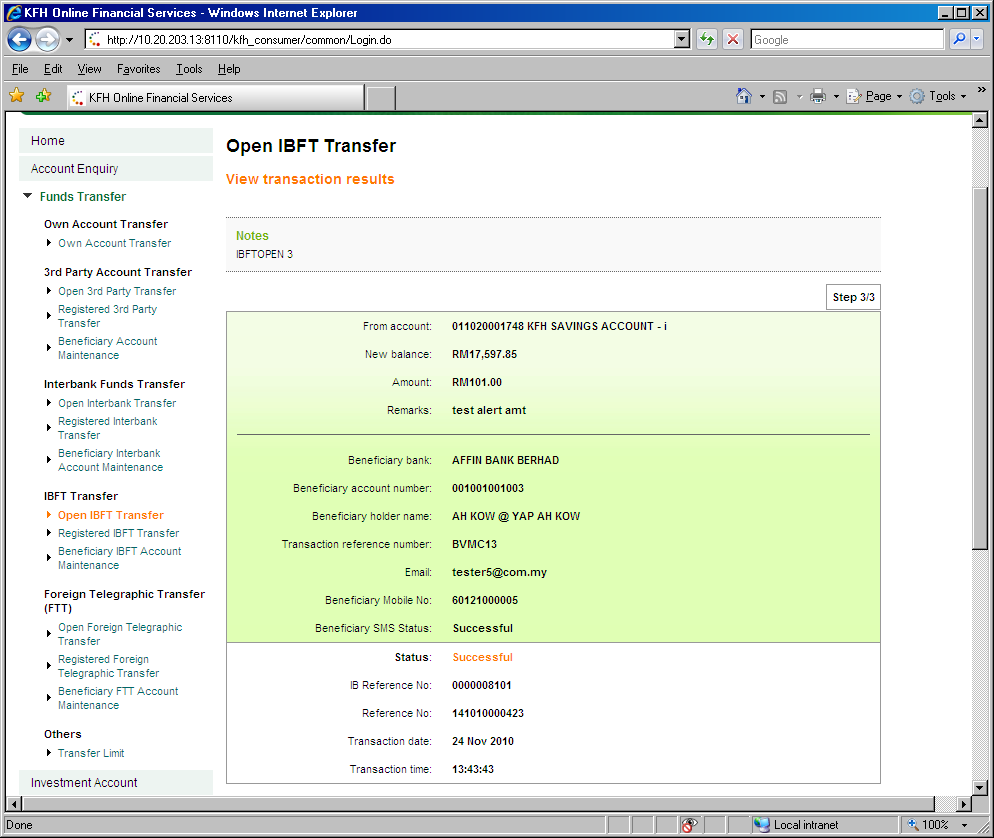 KFH Online Financial Services - Windows Internet Explorer
http://10.20.203.13:8110/kfh_consumer/common/Login.do
Google
File Edit View Favorites Tools Help
KFH Online Financial Services
Page Tools
Home
Account Enquiry
Funds Transfer
Own Account Transfer
Own Account Transfer
3rd Party Account Transfer
Open 3rd Party Transfer
Registered 3rd Party
Transfer
Beneficiary Account
Maintenance
Interbank Funds Transfer
Open Interbank Transfer
Registered Interbank
Transfer
Beneficiary Interbank
Account Maintenance
IBFT Transfer
Open IBFT Transfer
Registered IBFT Transfer
Beneficiary IBFT Account
Maintenance
Foreign Telegraphic Transfer
(FTT)
Open Foreign Telegraphic
Transfer
Registered Foreign
Telegraphic Transfer
Beneficiary FTT Account
Maintenance
Others
Transfer Limit
Investment Account
Open IBFT Transfer
View transaction results
Notes
IBFTOPEN 3
Step 3/3
From account: 011020001748 KFH SAVINGS ACCOUNT - i
New balance: RM17,597.85
Amount: RM101.00
Remarks: test alert amt
Beneficiary bank: AFFIN BANK BERHAD
Beneficiary account number: 001001001003
Beneficiary holder name: AH KOW @ YAP AH KOW
Transaction reference number: BVMC13
Email: tester5@com.my
Beneficiary Mobile No: 60121000005
Beneficiary SMS Status: Successful
Status: Successful
IB Reference No: 0000008101
Reference No: 141010000423
Transaction date: 24 Nov 2010
Transaction time: 13:43:43
Done
Local intranet
100%